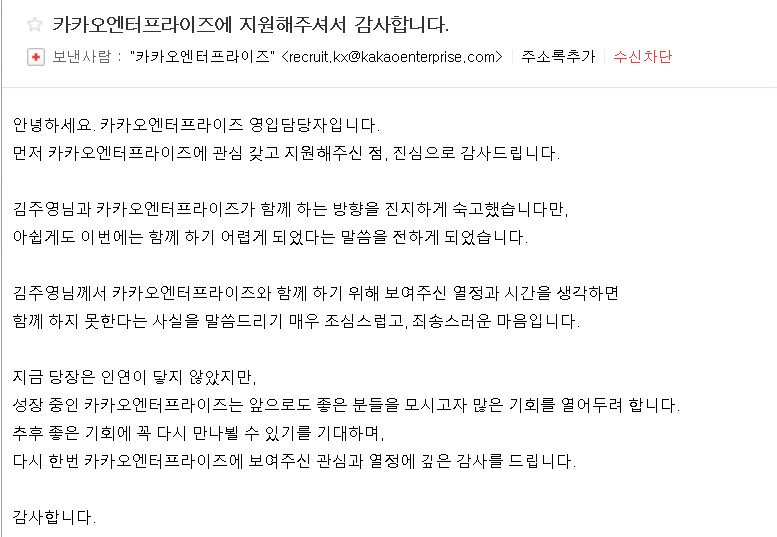 카카오엔터프라이즈에 지원해주셔서 감사합니다.
보낸사람 : "카카오엔터프라이즈" <recruit.kx@kakaoenterprise.com> 주소록추가 수신차단
안녕하세요. 카카오엔터프라이즈 영입담당자입니다.
먼저 카카오엔터프라이즈에 관심 갖고 지원해주신 점, 진심으로 감사드립니다.
김주영님과 카카오엔터프라이즈가 함께 하는 방향을 진지하게 숙고했습니다만,
아쉽게도 이번에는 함께 하기 어렵게 되었다는 말씀을 전하게 되었습니다.
김주영님께서 카카오엔터프라이즈와 함께 하기 위해 보여주신 열정과 시간을 생각하면
함께 하지 못한다는 사실을 말씀드리기 매우 조심스럽고, 죄송스러운 마음입니다.
지금 당장은 인연이 닿지 않았지만,
성장 중인 카카오엔터프라이즈는 앞으로도 좋은 분들을 모시고자 많은 기회를 열어두려 합니다.
추후 좋은 기회에 꼭 다시 만나뵐 수 있기를 기대하며,
다시 한번 카카오엔터프라이즈에 보여주신 관심과 열정에 깊은 감사를 드립니다.
감사합니다.